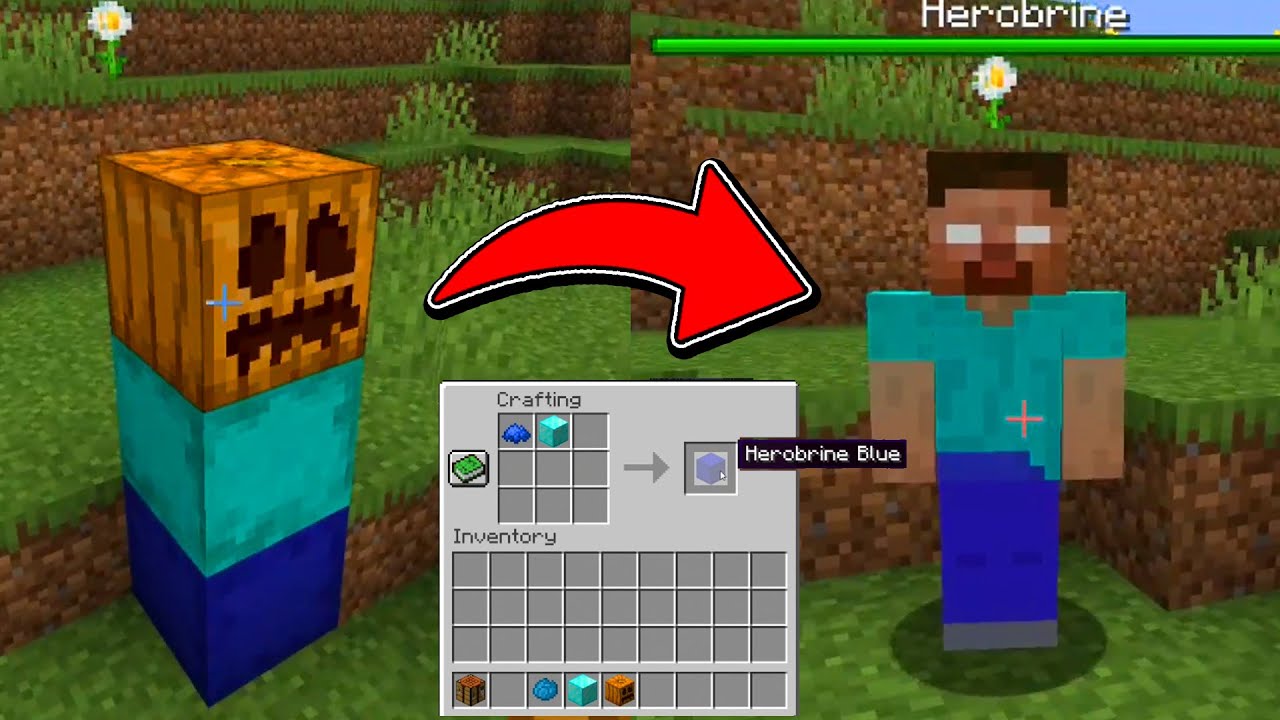 Herobrine
Crafting
Herobrine Blue
Inventory